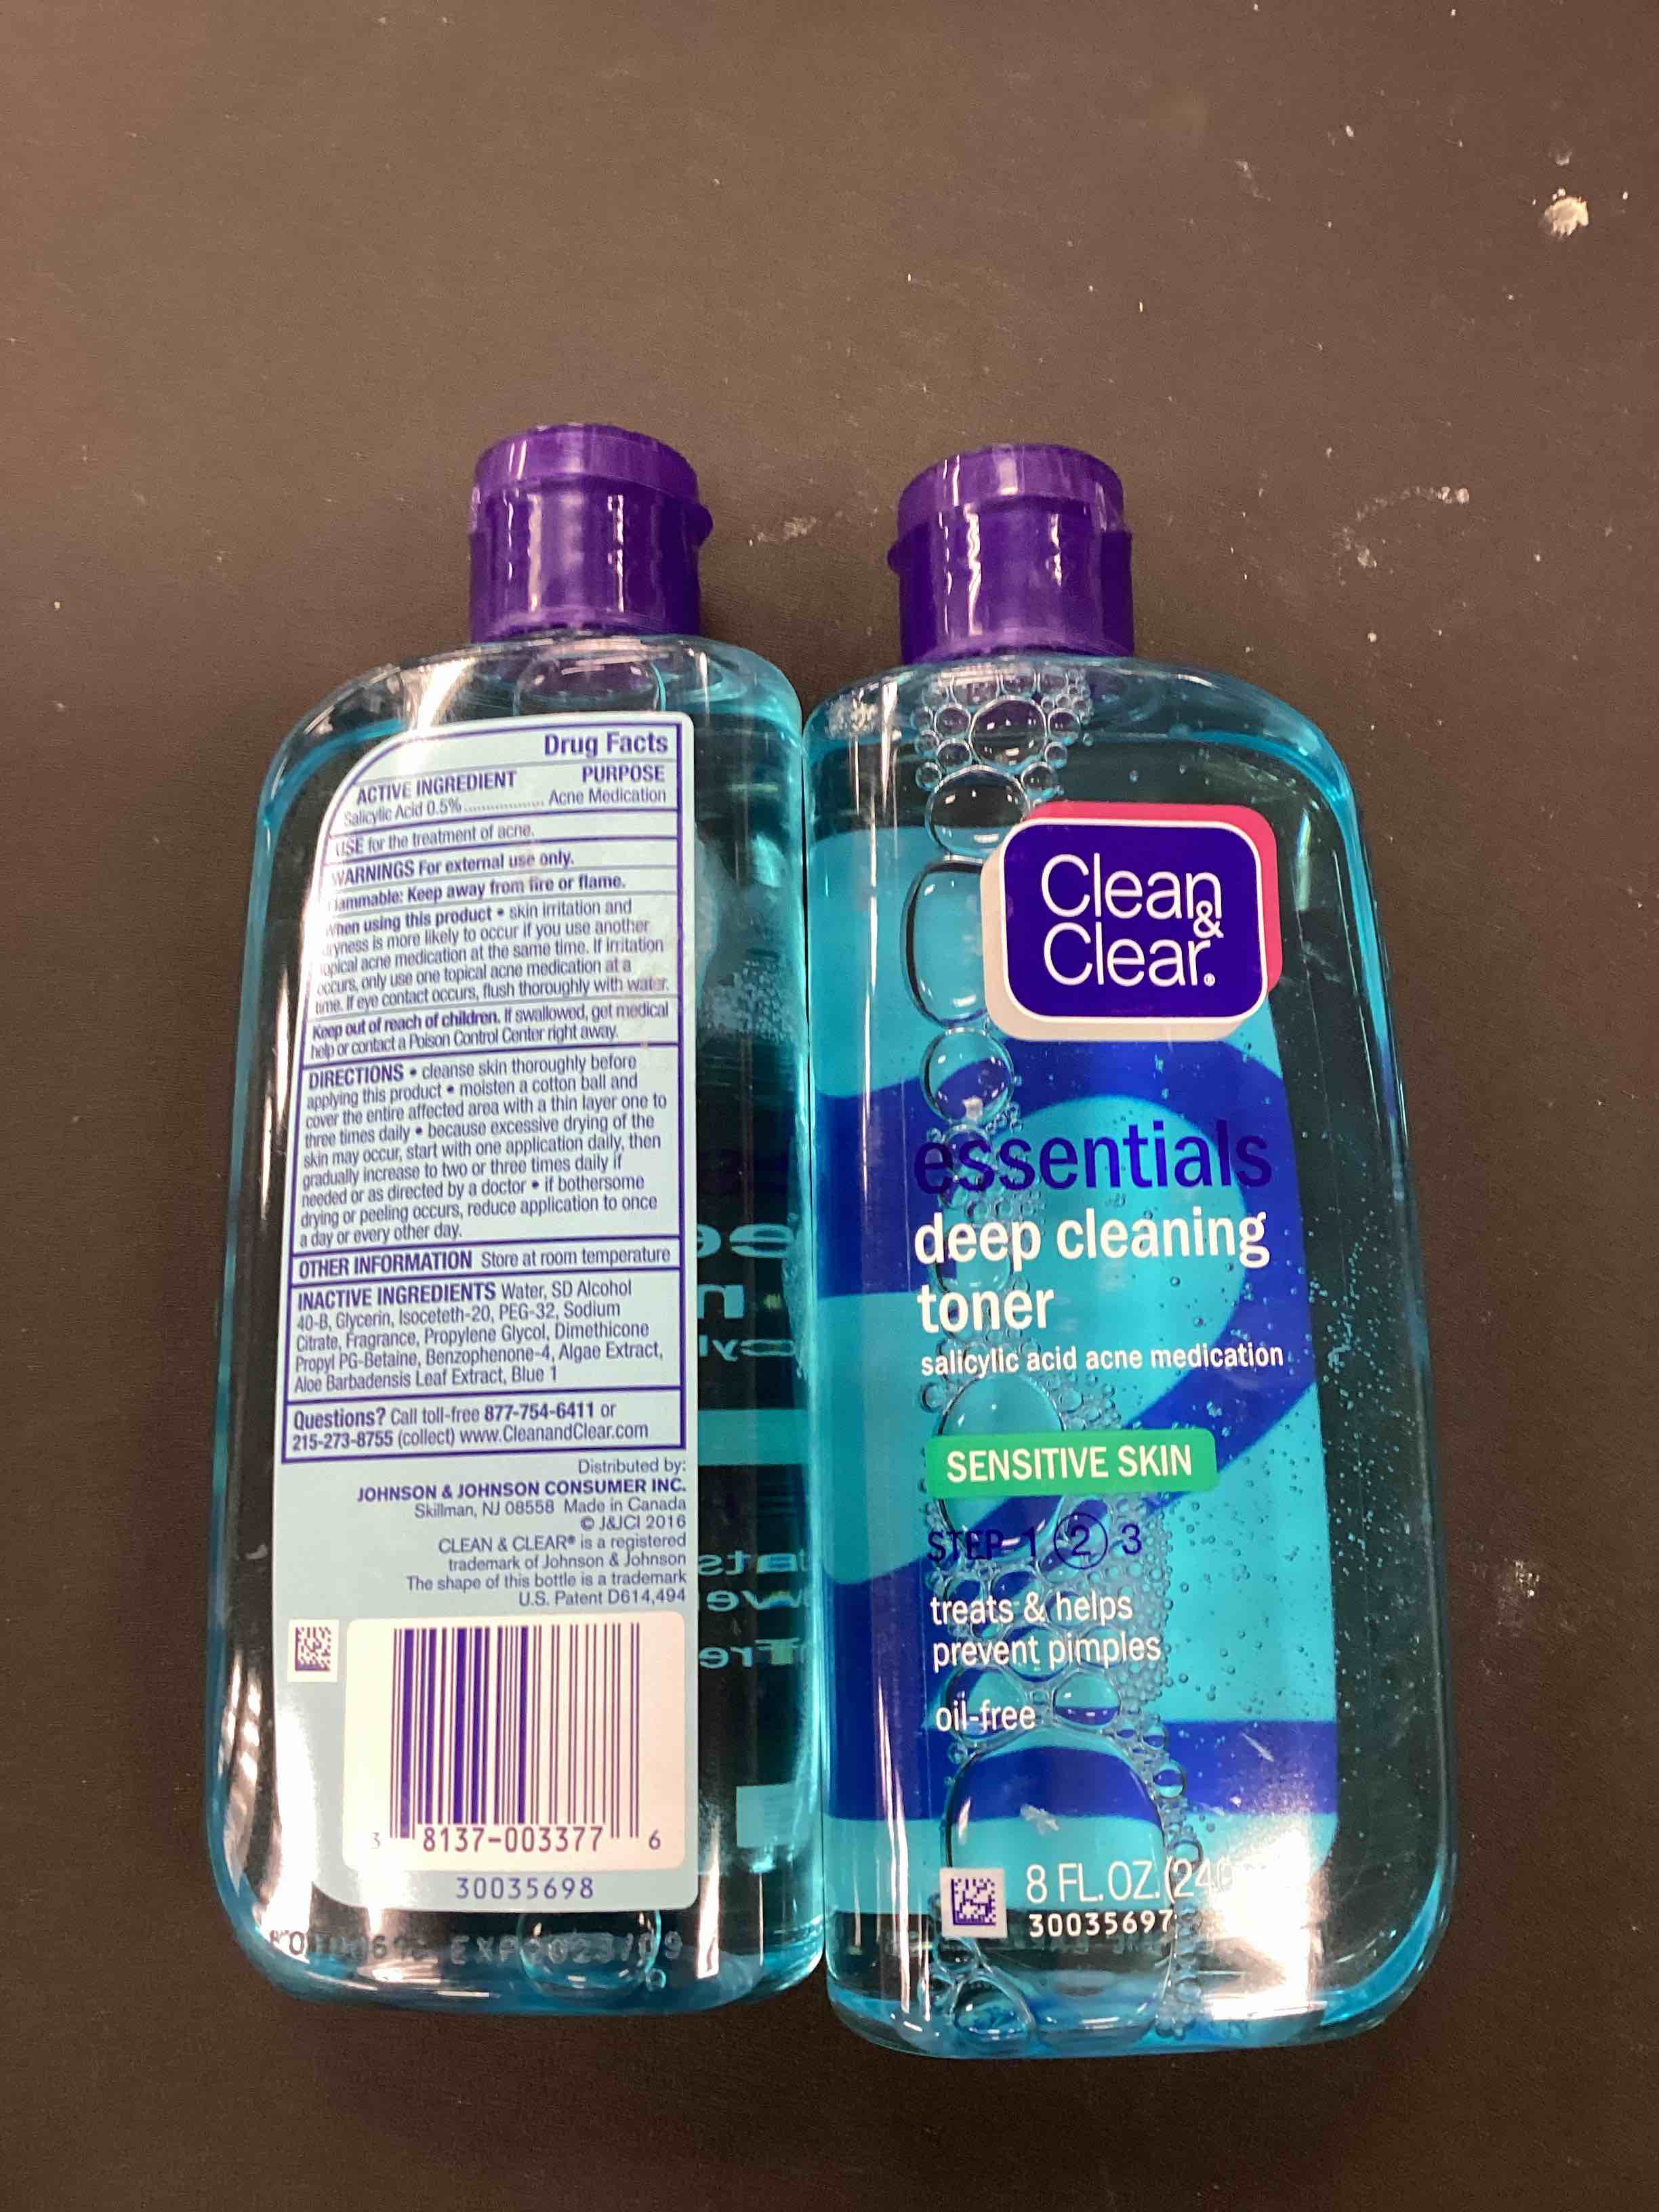 Drug Facts
ACTIVE INGREDIENT PURPOSE
Salicylic Acid 0.5%.................. Acne Medication
USE for the treatment of acne.
WARNINGS For external use only.
lammable: Keep away from fire or flame.
when using this product • skin irritation and
ryness is more likely to occur if you use another
opical acne medication at the same time. If irritation
occurs, only use one topical acne medication at a
time. If eye contact occurs, flush thoroughly with water.
Keep out of reach of children. If swallowed, get medical
help or contact a Poison Control Center right away.
DIRECTIONS • cleanse skin thoroughly before
applying this product • moisten a cotton ball and
cover the entire affected area with a thin layer one to
three times daily • because excessive drying of the
skin may occur, start with one application daily, then
gradually increase to two or three times daily if
needed or as directed by a doctor • if bothersome
drying or peeling occurs, reduce application to once
a day or every other day.
OTHER INFORMATION Store at room temperature
INACTIVE INGREDIENTS Water, SD Alcohol
40-B, Glycerin, Isoceteth-20, PEG-32, Sodium
Citrate, Fragrance, Propylene Glycol, Dimethicone
Propyl PG-Betaine, Benzophenone-4, Algae Extract,
Aloe Barbadensis Leaf Extract, Blue 1
Questions? Call toll-free 877-754-6411 or
215-273-8755 (collect) www.CleanandClear.com
Distributed by:
JOHNSON & JOHNSON CONSUMER INC.
Skillman, NJ 08558 Made in Canada
© J&JCI 2016
CLEAN & CLEAR® is a registered
trademark of Johnson & Johnson
The shape of this bottle is a trademark
U.S. Patent D614,494
3 8137-003377 6
30035698
EXP
Clean
&
Clear®
essentials
deep cleaning
toner
salicylic acid acne medication
SENSITIVE SKIN
STEP 1 2 3
treats & helps
prevent pimples
oil-free
8 FL.OZ.(240
30035697